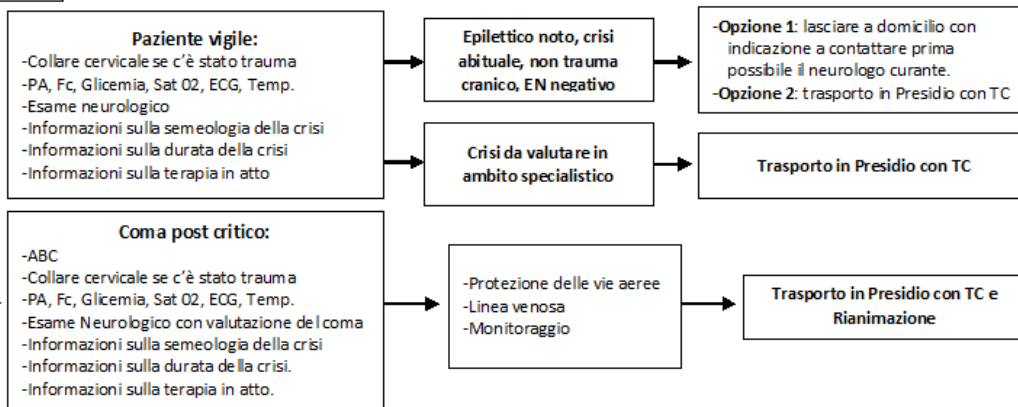 Paziente vigile:
-Collare cervicale se c'è stato trauma
-PA, Fc, Glicemia, Sat 02, ECG, Temp.
-Esame neurologico
-Informazioni sulla semeologia della crisi
-Informazioni sulla durata della crisi
-Informazioni sulla terapia in atto
Epilettico noto, crisi
abituale, non trauma
cranico, EN negativo
-Opzione 1: lasciare a domicilio con
indicazione a contattare prima
possibile il neurologo curante.
-Opzione 2: trasporto in Presidio con TC
Crisi da valutare in
ambito specialistico
Trasporto in Presidio con TC
Coma post critico:
-ABC
-Collare cervicale se c'è stato trauma
-PA, Fc, Glicemia, Sat 02, ECG, Temp.
-Esame Neurologico con valutazione del coma
-Informazioni sulla semeologia della crisi
-Informazioni sulla durata della crisi.
-Informazioni sulla terapia in atto.
-Protezione delle vie aeree
-Linea venosa
-Monitoraggio
Trasporto in Presidio con TC e
Rianimazione